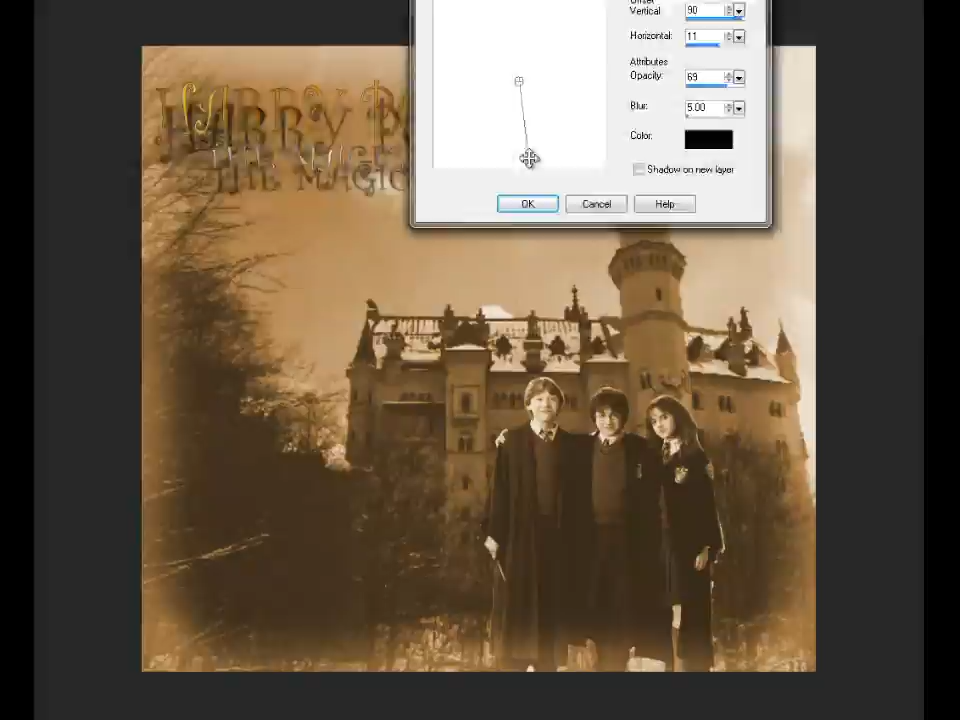 Vertical 90
Horizontal: 11
Attributes
Opacity: 69
Blur: 5.00
Color:
Shadow on new layer
OK Cancel Help
HARRY
THE MAGIC